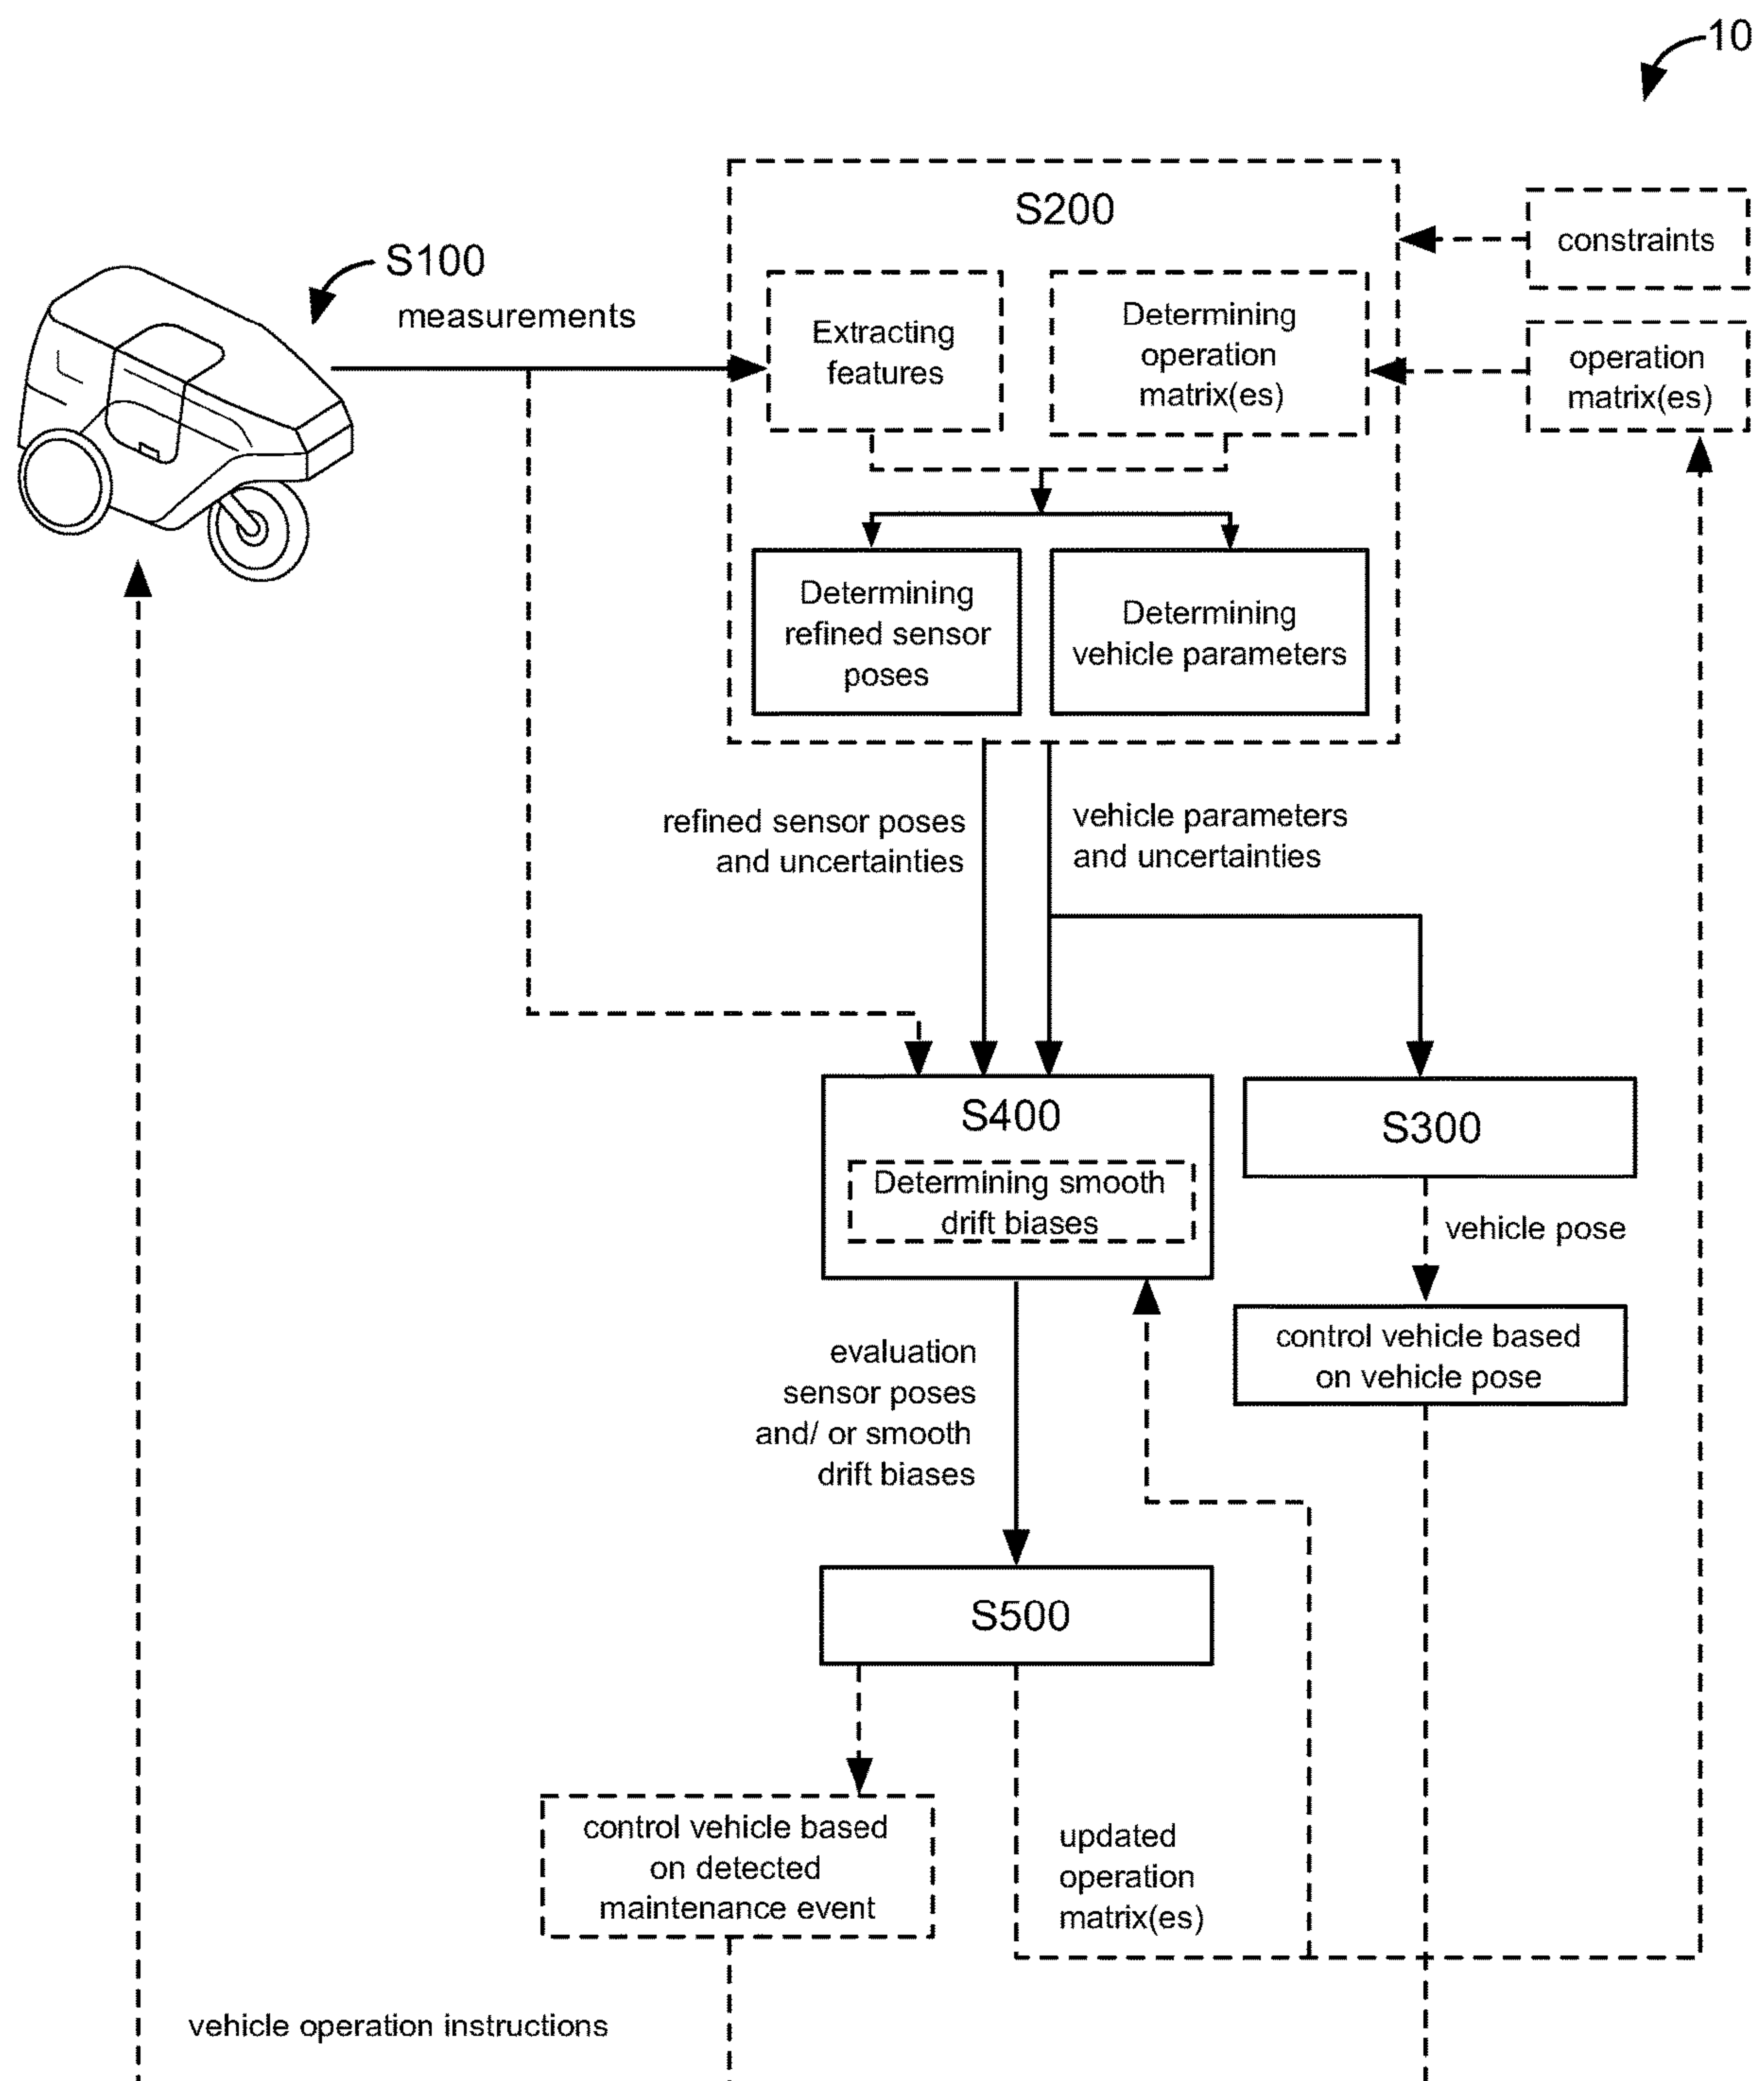 10
S200
constraints
S100
measurements
Extracting
features
Determining
operation
matrix(es)
operation
matrix(es)
Determining
refined sensor
poses
Determining
vehicle parameters
refined sensor poses
and uncertainties
vehicle parameters
and uncertainties
S400
Determining smooth
drift biases
S300
vehicle pose
control vehicle based
on vehicle pose
evaluation
sensor poses
and/ or smooth
drift biases
S500
control vehicle based
on detected
maintenance event
updated
operation
matrix(es)
vehicle operation instructions